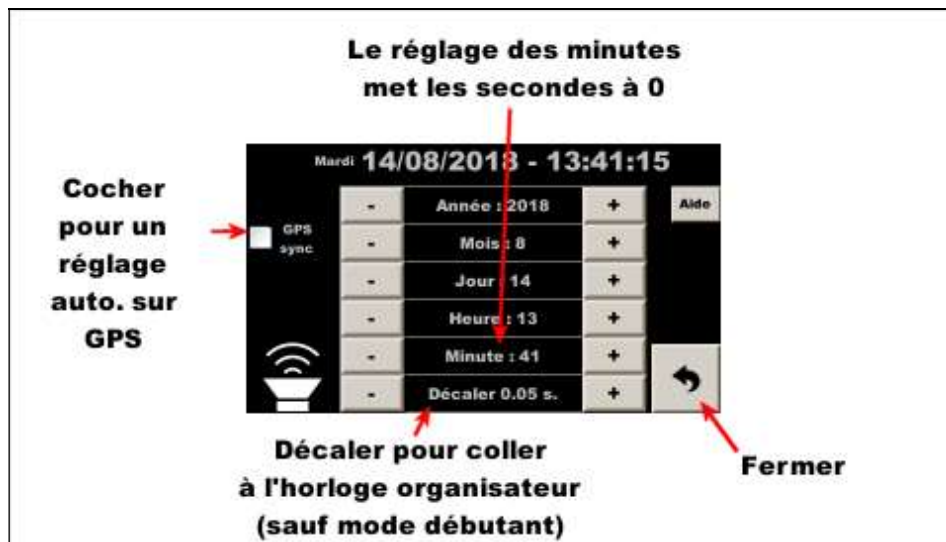 Le réglage des minutes
met les secondes à 0
Mardi 14/08/2018 - 13:41:15
Cocher
pour un
réglage
auto. sur
GPS
GPS
sync
- Année : 2018 +
Aide
- Mois : 8 +
- Jour : 14 +
- Heure : 13 +
- Minute : 41 +
- Décaler 0.05 s. +
Décaler pour coller
à l'horloge organisateur
(sauf mode débutant)
Fermer